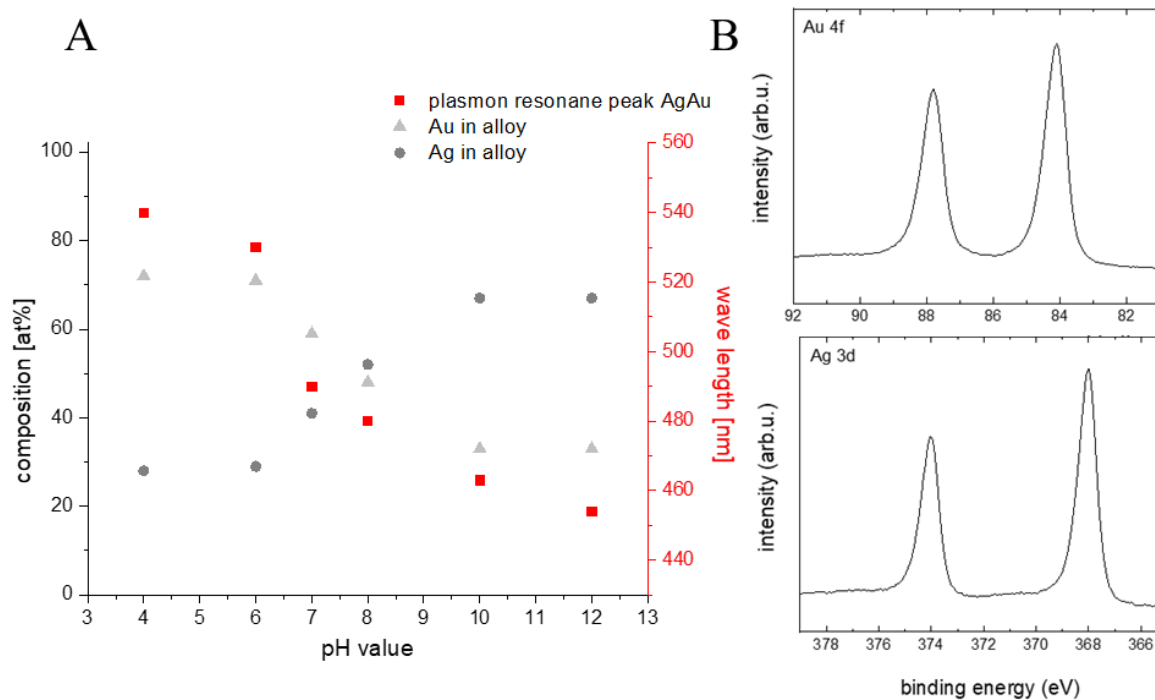 A
plasmon resonane peak AgAu
Au in alloy
Ag in alloy
composition [at%]
100
80
60
40
20
0
3 4 5 6 7 8 9 10 11 12 13
pH value
560
540
520
500
480
460
440
wave length [nm]
B
Au 4f
intensity (arb.u.)
92 90 88 86 84 82
Ag 3d
intensity (arb.u.)
378 376 374 372 370 368 366
binding energy (eV)